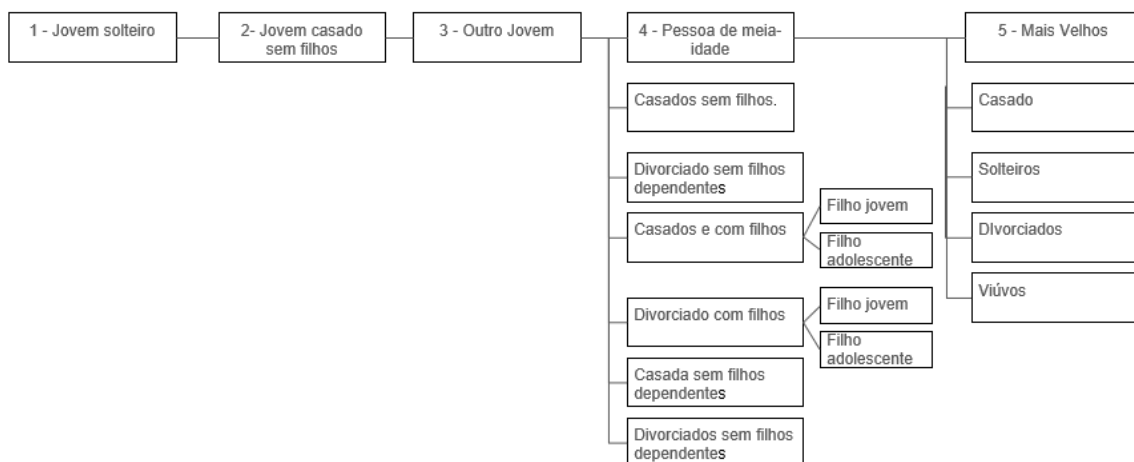 1 - Jovem solteiro
2- Jovem casado
sem filhos
3 - Outro Jovem
4 - Pessoa de meia-
idade
5 - Mais Velhos
Casados sem filhos.
Divorciado sem filhos
dependentes
Casados e com filhos
Filho jovem
Filho
adolescente
Divorciado com filhos
Filho jovem
Filho
adolescente
Casada sem filhos
dependentes
Divorciados sem filhos
dependentes
Casado
Solteiros
DIvorciados
Viúvos